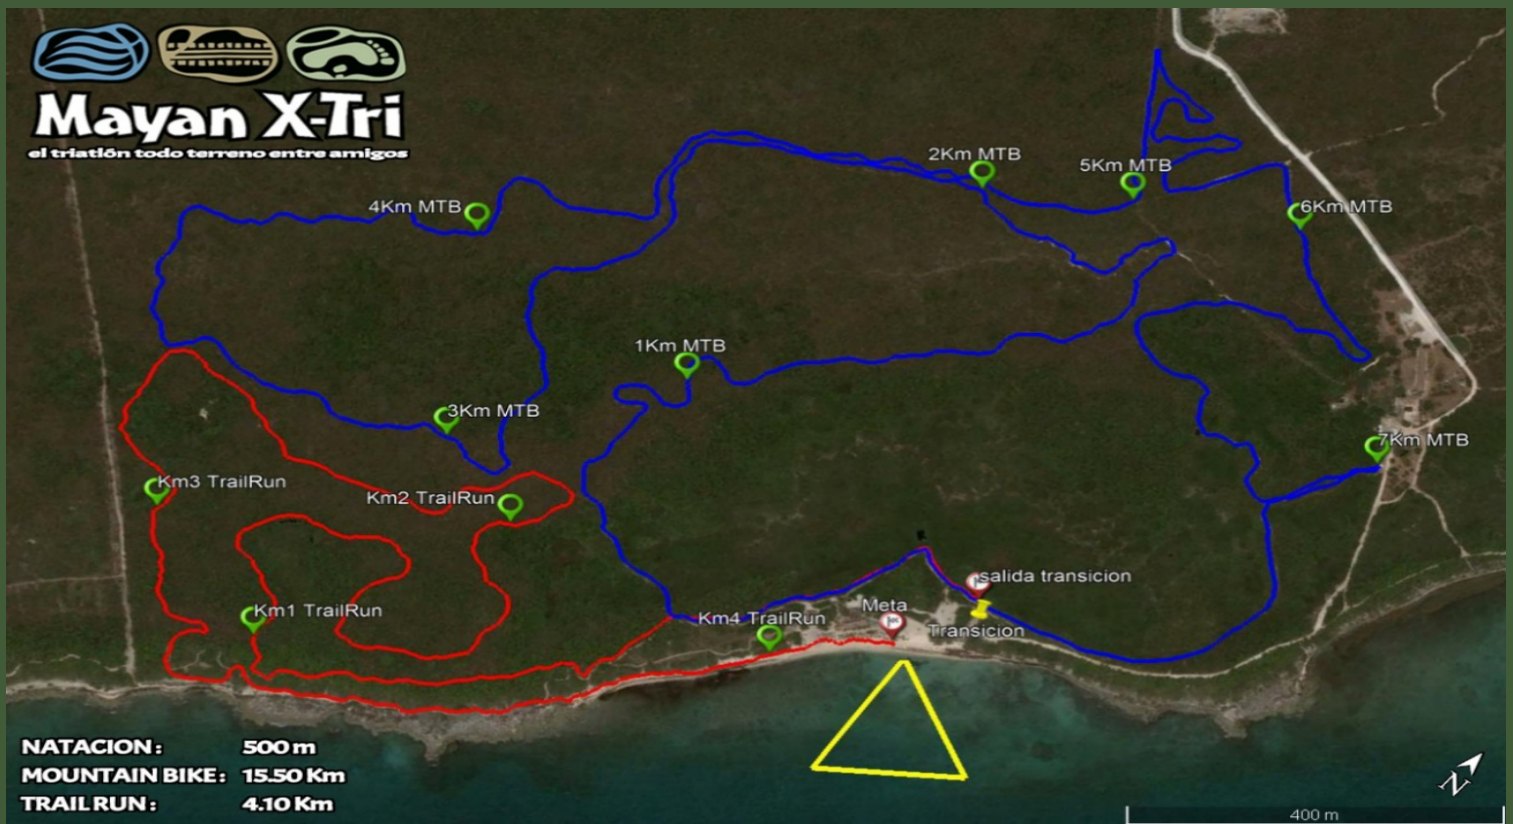 Mayan X-Tri
el triatlón todo terreno entre amigos
2Km MTB
5Km MTB
4Km MTB
6Km MTB
1Km MTB
3Km MTB
7Km MTB
Km3 TrailRun
Km2 TrailRun
salida transicion
Km1 TrailRun
Meta
Km4 TrailRun
Transicion
NATACION: 500 m
MOUNTAIN BIKE: 15.50 Km
TRAIL RUN: 4.10 Km
N
400 m